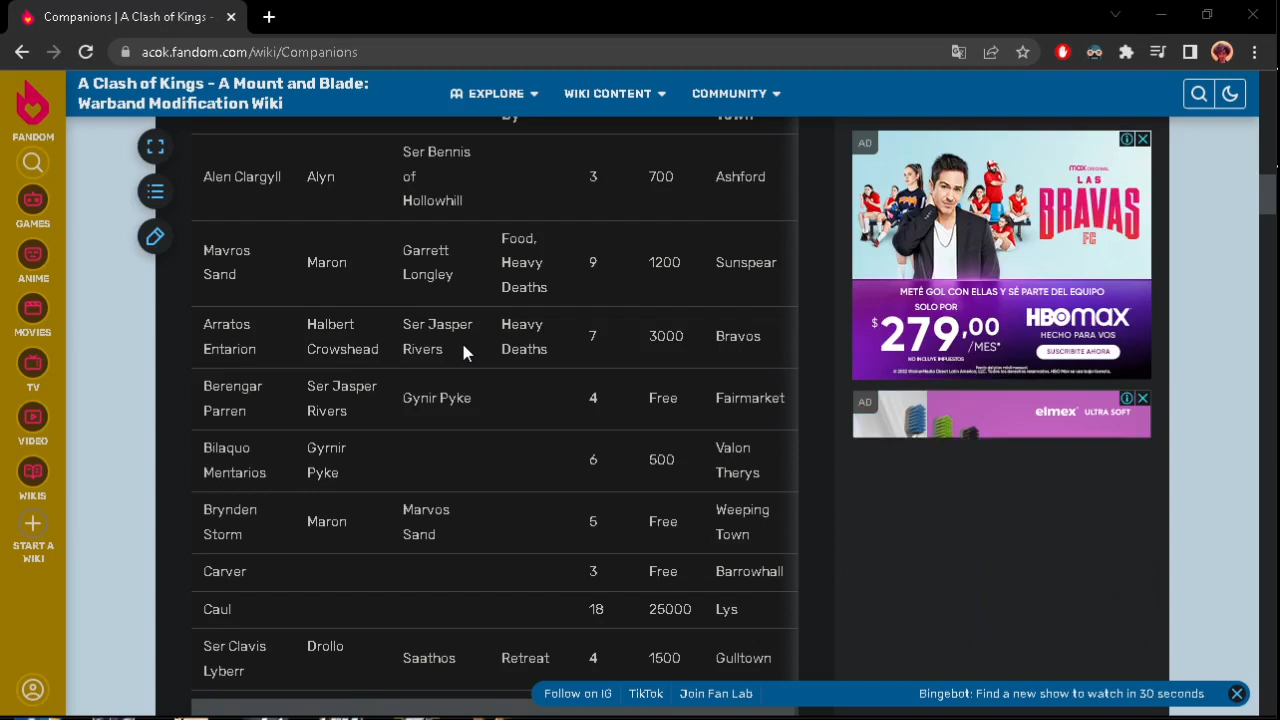 Companions | A Clash of Kings -
acok.fandom.com/wiki/Companions
A Clash of Kings - A Mount and Blade:
Warband Modification Wiki
EXPLORE
WIKI CONTENT
COMMUNITY
FANDOM
GAMES
ANIME
MOVIES
TV
VIDEO
WIKIS
START A
WIKI
By
Town
Alen Clargyll
Alyn
Ser Bennis
of
Hollowhill
3
700
Ashford
Mavros
Sand
Maron
Garrett
Longley
Food,
Heavy
Deaths
9
1200
Sunspear
Arratos
Entarion
Halbert
Crowshead
Ser Jasper
Rivers
Heavy
Deaths
7
3000
Bravos
Berengar
Parren
Ser Jasper
Rivers
Gynir Pyke
4
Free
Fairmarket
Bilaquo
Mentarios
Gyrnir
Pyke
6
500
Valon
Therys
Brynden
Storm
Maron
Marvos
Sand
5
Free
Weeping
Town
Carver
3
Free
Barrowhall
Caul
18
25000
Lys
Ser Clavis
Lyberr
Drollo
Saathos
Retreat
4
1500
Gulltown
AD
max ORIGINAL
LAS
BRAVAS
FC
METÉ GOL CON ELLAS Y SÉ PARTE DEL EQUIPO
SOLO POR
$279,00
/MES*
NO INCLUYE IMPUESTOS
HBOmax
HECHO PARA VOS
SUSCRIBITE AHORA
AD
elmex ULTRA SOFT
Follow on IG
TikTok
Join Fan Lab
Bingebot: Find a new show to watch in 30 seconds